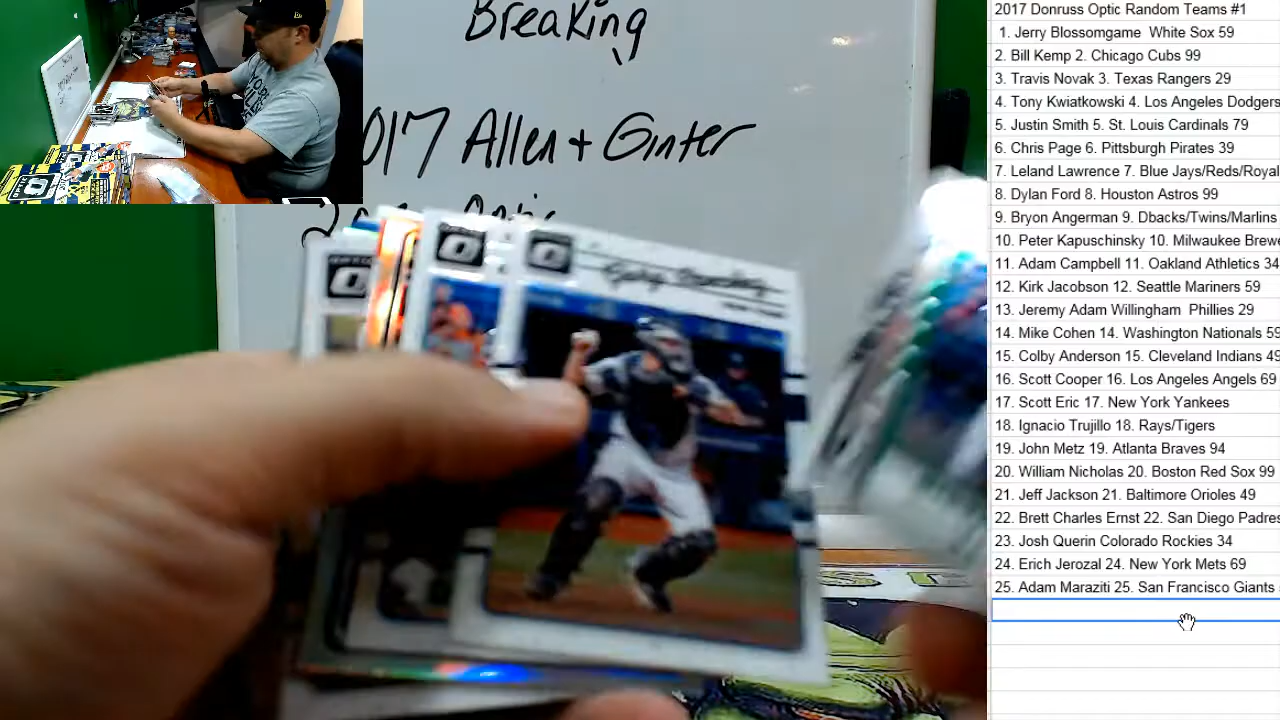 Breaking
2017 Donruss Optic Random Teams #1
1. Jerry Blossomgame White Sox 59
2. Bill Kemp 2. Chicago Cubs 99
3. Travis Novak 3. Texas Rangers 29
4. Tony Kwiatkowski 4. Los Angeles Dodgers
5. Justin Smith 5. St. Louis Cardinals 79
6. Chris Page 6. Pittsburgh Pirates 39
7. Leland Lawrence 7. Blue Jays/Reds/Royal
8. Dylan Ford 8. Houston Astros 99
9. Bryon Angerman 9. Dbacks/Twins/Marlins
10. Peter Kapuschinsky 10. Milwaukee Brewe
11. Adam Campbell 11. Oakland Athletics 34
12. Kirk Jacobson 12. Seattle Mariners 59
13. Jeremy Adam Willingham Phillies 29
14. Mike Cohen 14. Washington Nationals 59
15. Colby Anderson 15. Cleveland Indians 49
16. Scott Cooper 16. Los Angeles Angels 69
17. Scott Eric 17. New York Yankees
18. Ignacio Trujillo 18. Rays/Tigers
19. John Metz 19. Atlanta Braves 94
20. William Nicholas 20. Boston Red Sox 99
21. Jeff Jackson 21. Baltimore Orioles 49
22. Brett Charles Ernst 22. San Diego Padres
23. Josh Querin Colorado Rockies 34
24. Erich Jerozal 24. New York Mets 69
25. Adam Maraziti 25. San Francisco Giants
017 Allen + Ginter